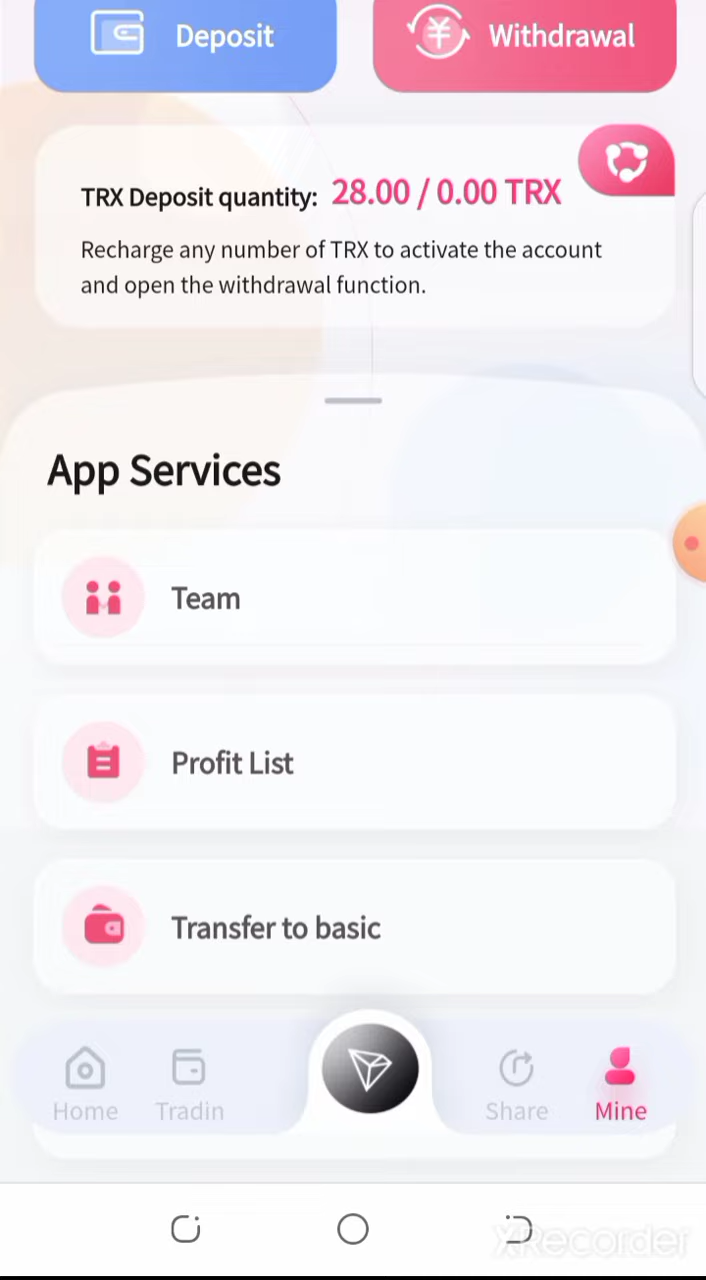 Deposit
Withdrawal
TRX Deposit quantity: 28.00 / 0.00 TRX
Recharge any number of TRX to activate the account
and open the withdrawal function.
App Services
Team
Profit List
Transfer to basic
Home
Tradin
Share
Mine
XRecorder